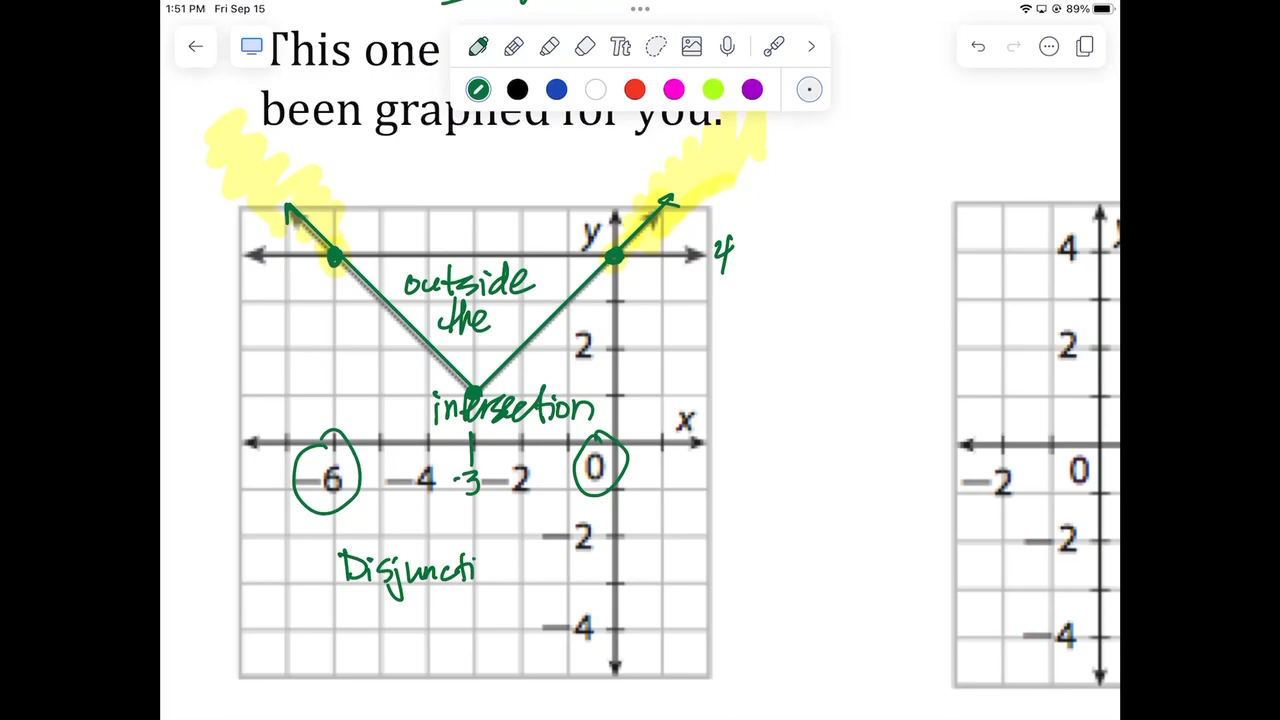 1:51 PM Fri Sep 15
89%
This one
Tt
been graphed for you.
y
4
4
outside
the
2
2
intersection
x
-6
-4
-3
-2
0
-2
0
-2
-2
Disjuncti
-4
-4